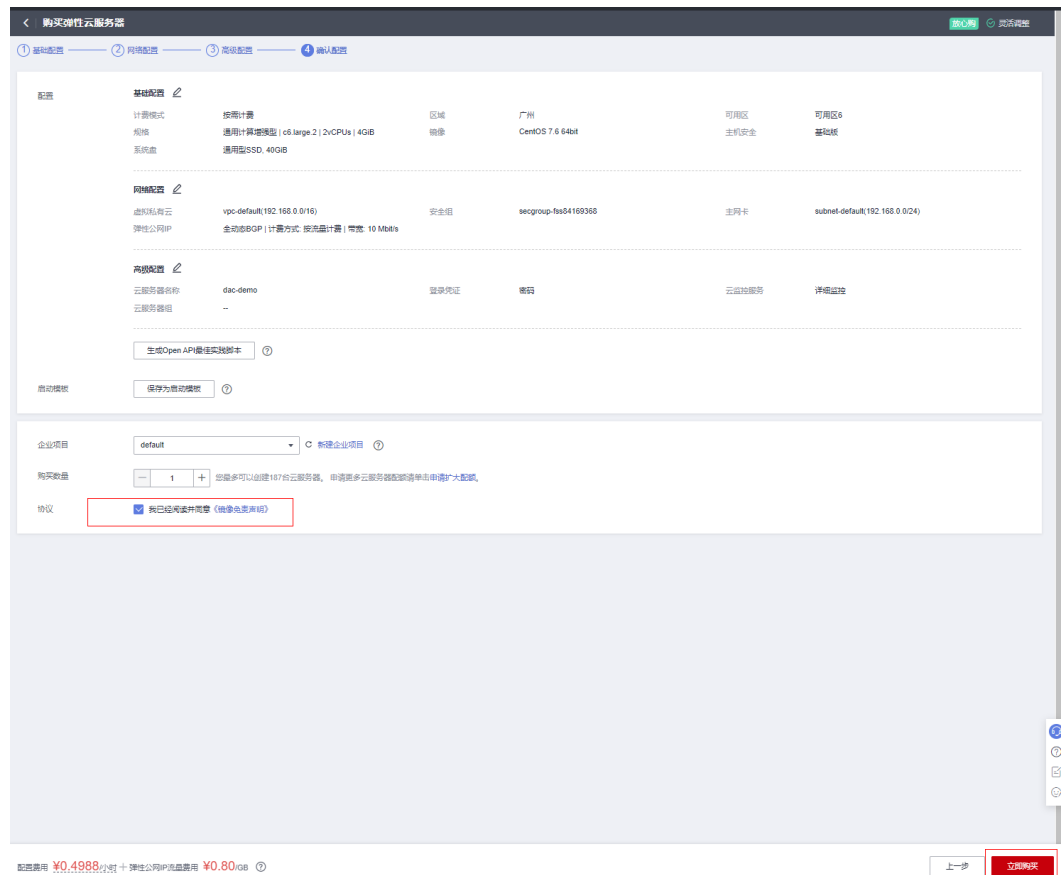 购买弹性云服务器 放心购 灵活调整
1 基础配置 2 网络配置 3 高级配置 4 确认配置
配置 基础配置
计费模式 按需计费 区域 广州 可用区 可用区6
规格 通用计算增强型 | c6.large.2 | 2vCPUs | 4GiB 镜像 CentOS 7.6 64bit 主机安全 基础版
系统盘 通用型SSD, 40GiB
网络配置
虚拟私有云 vpc-default(192.168.0.0/16) 安全组 secgroup-fss84169368 主网卡 subnet-default(192.168.0.0/24)
弹性公网IP 全动态BGP | 计费方式: 按流量计费 | 带宽: 10 Mbit/s
高级配置
云服务器名称 dac-demo 登录凭证 密码 云监控服务 详细监控
云服务器组 --
生成Open API最佳实践脚本
启动模板 保存为启动模板
企业项目 default 新建企业项目
购买数量 1 您最多可以创建187台云服务器。申请更多云服务器配额请单击申请扩大配额。
协议 我已经阅读并同意《镜像免责声明》
配置费用 ¥0.4988/小时 + 弹性公网IP流量费用 ¥0.80/GB 上一步 立即购买